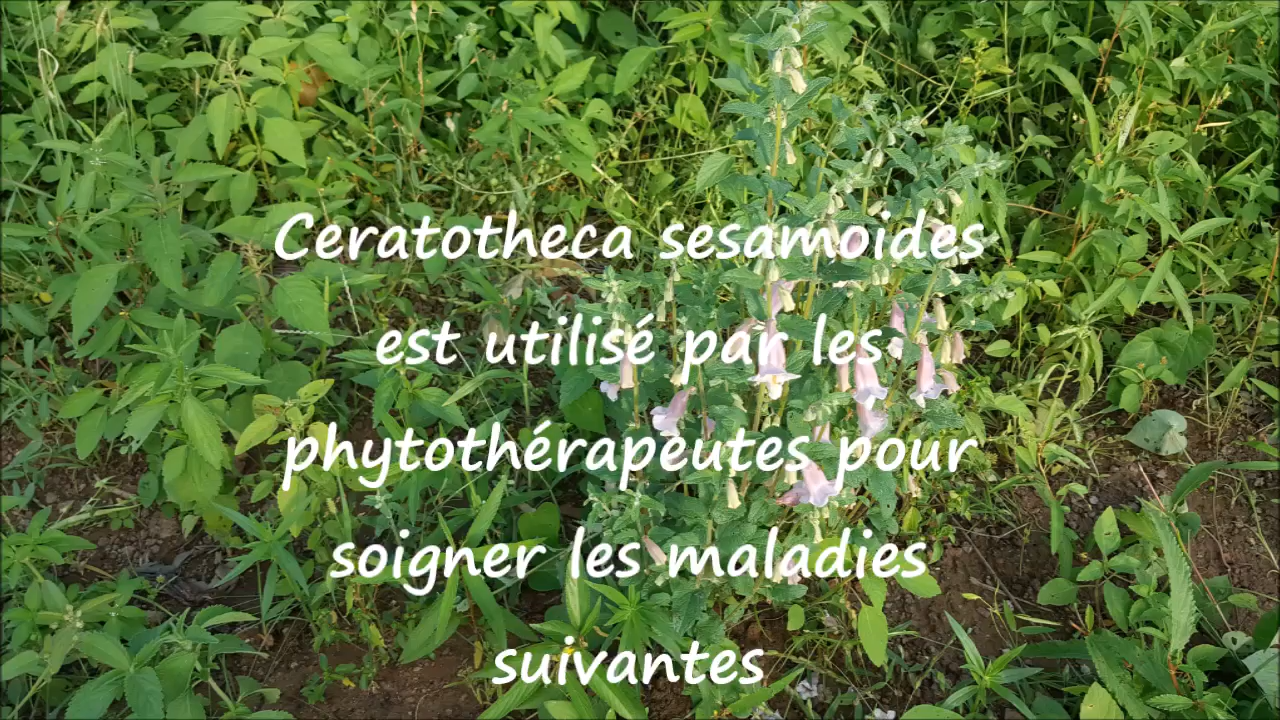 Ceratotheca sesamoides
est utilisé par les
phytothérapeutes pour
soigner les maladies
suivantes